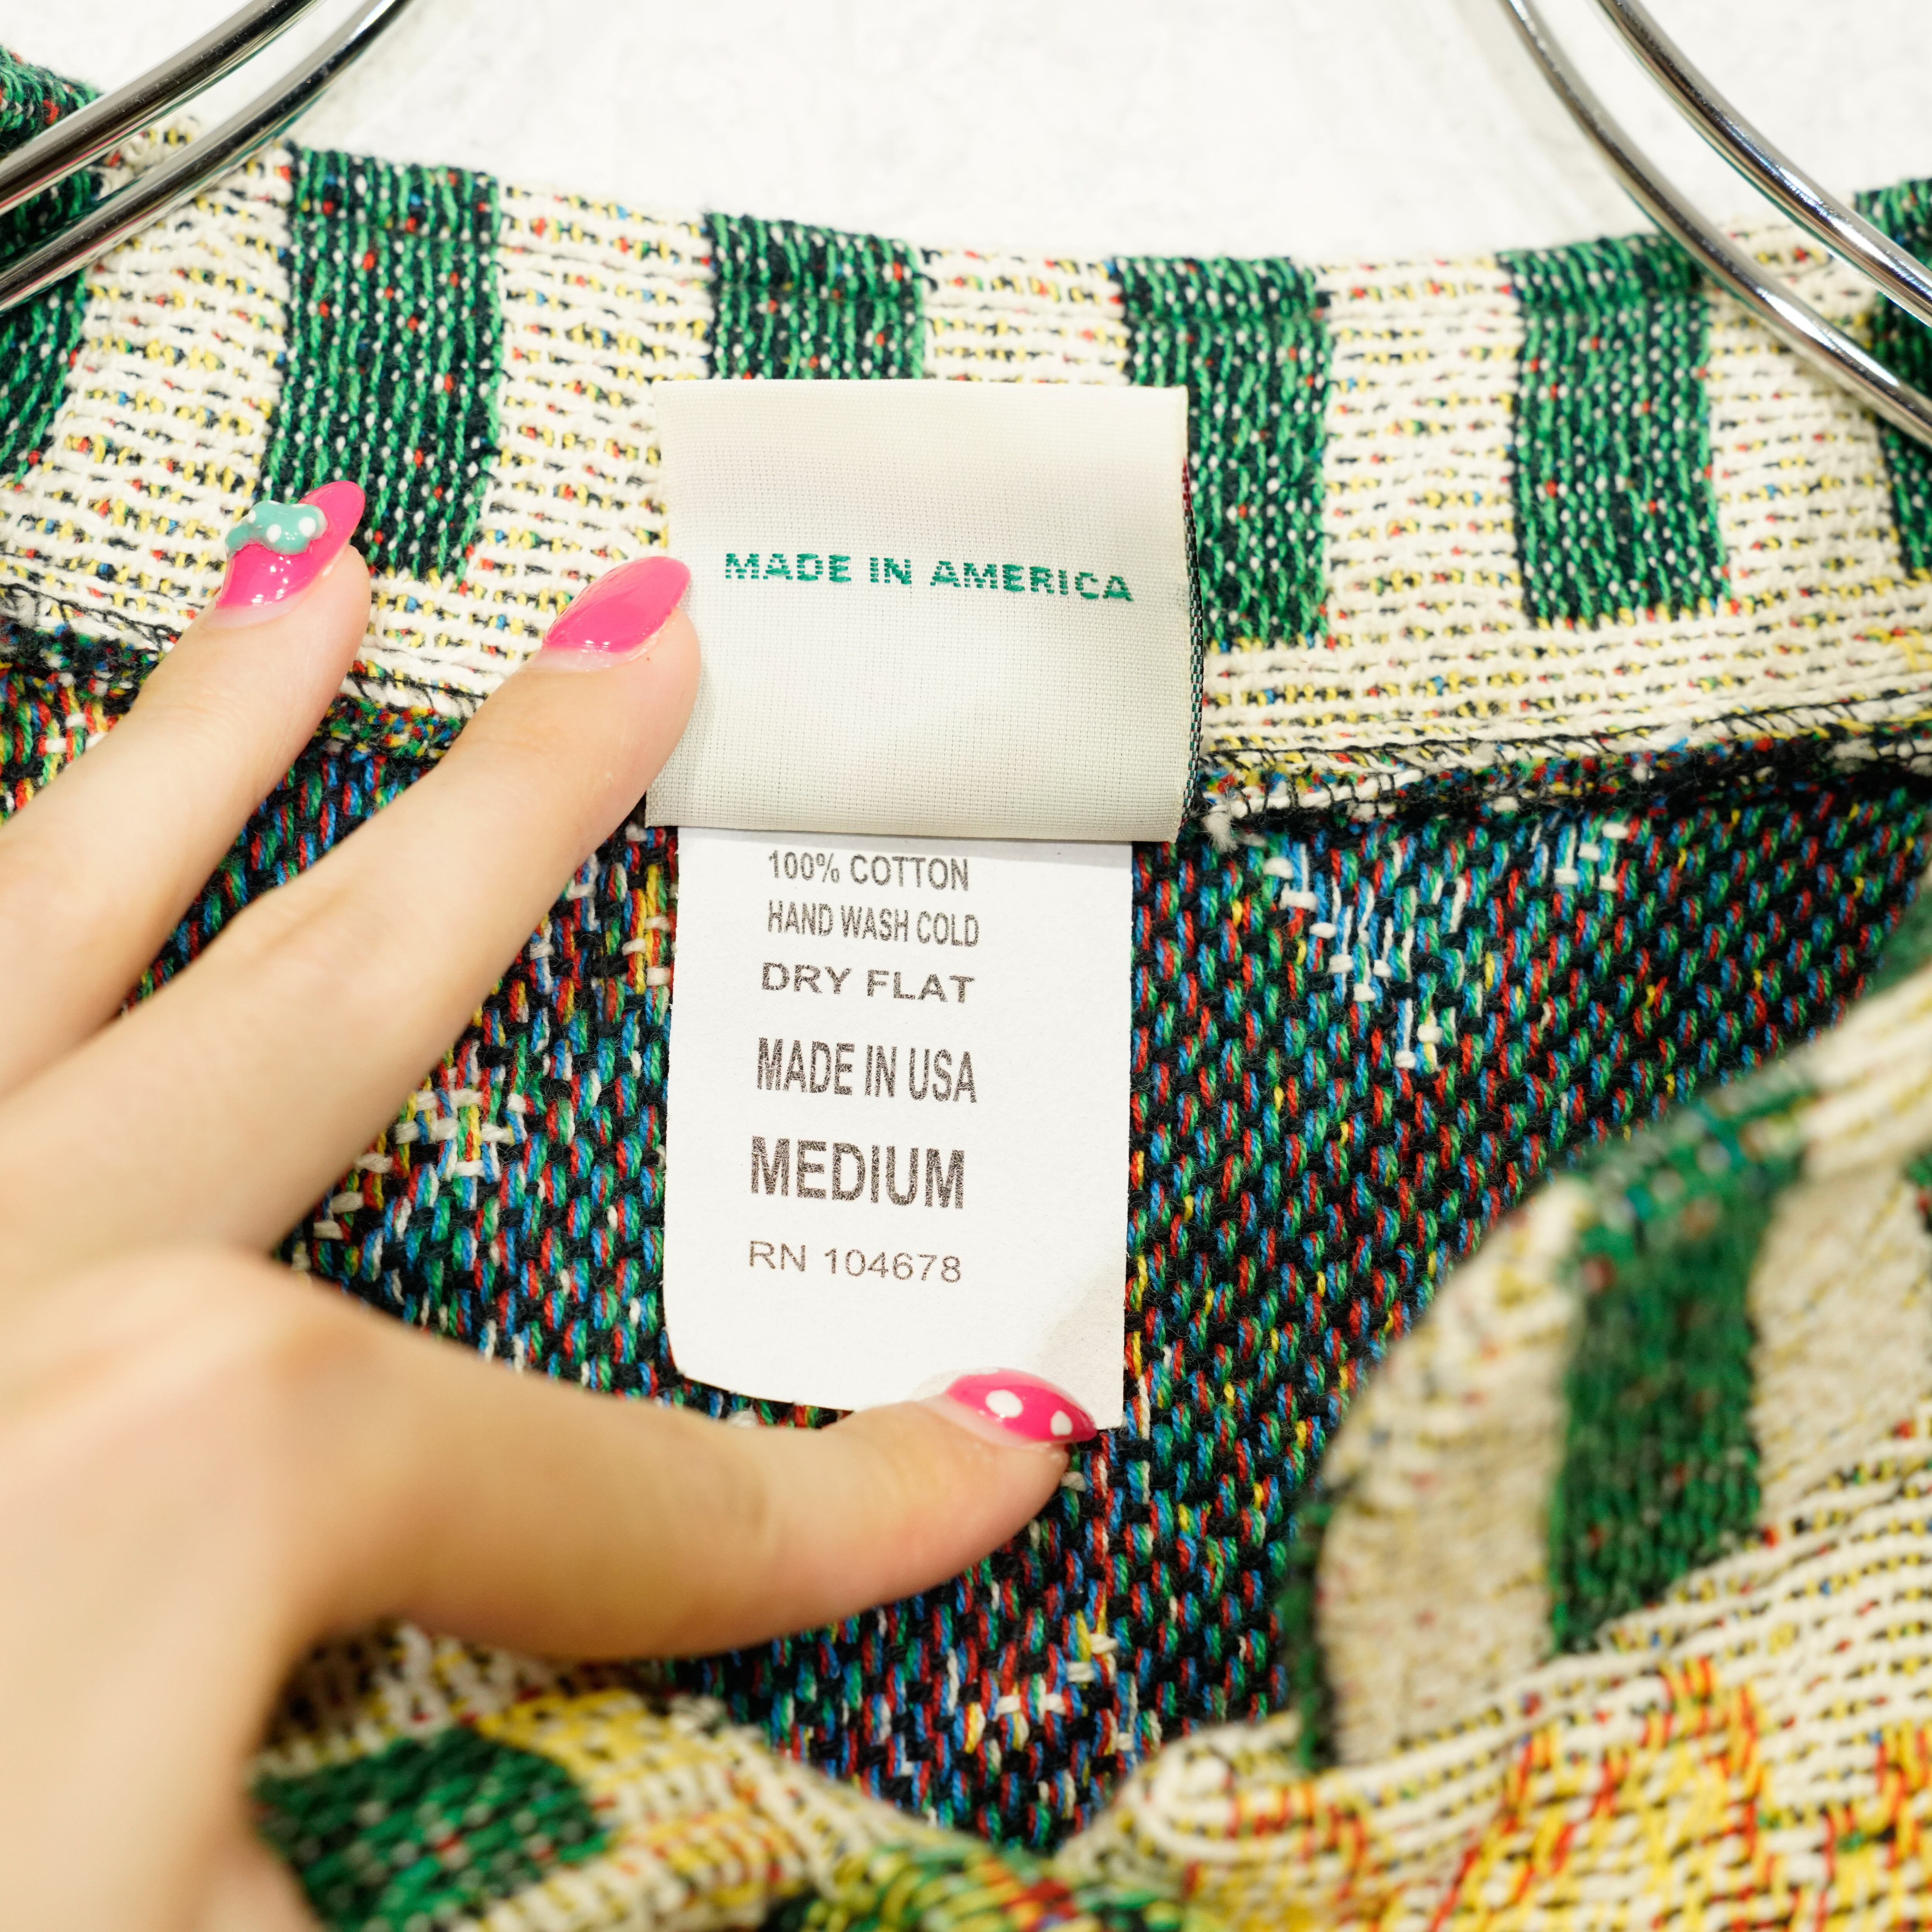 MADE IN AMERICA
100% COTTON
HAND WASH COLD
DRY FLAT
MADE IN USA
MEDIUM
RN 104678